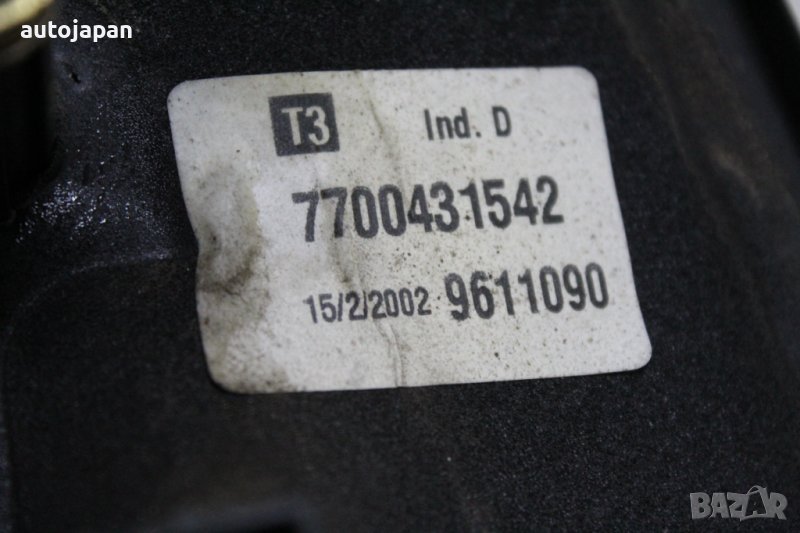 autojapan
T3 Ind. D
7700431542
15/2/2002 9611090
BAZAR